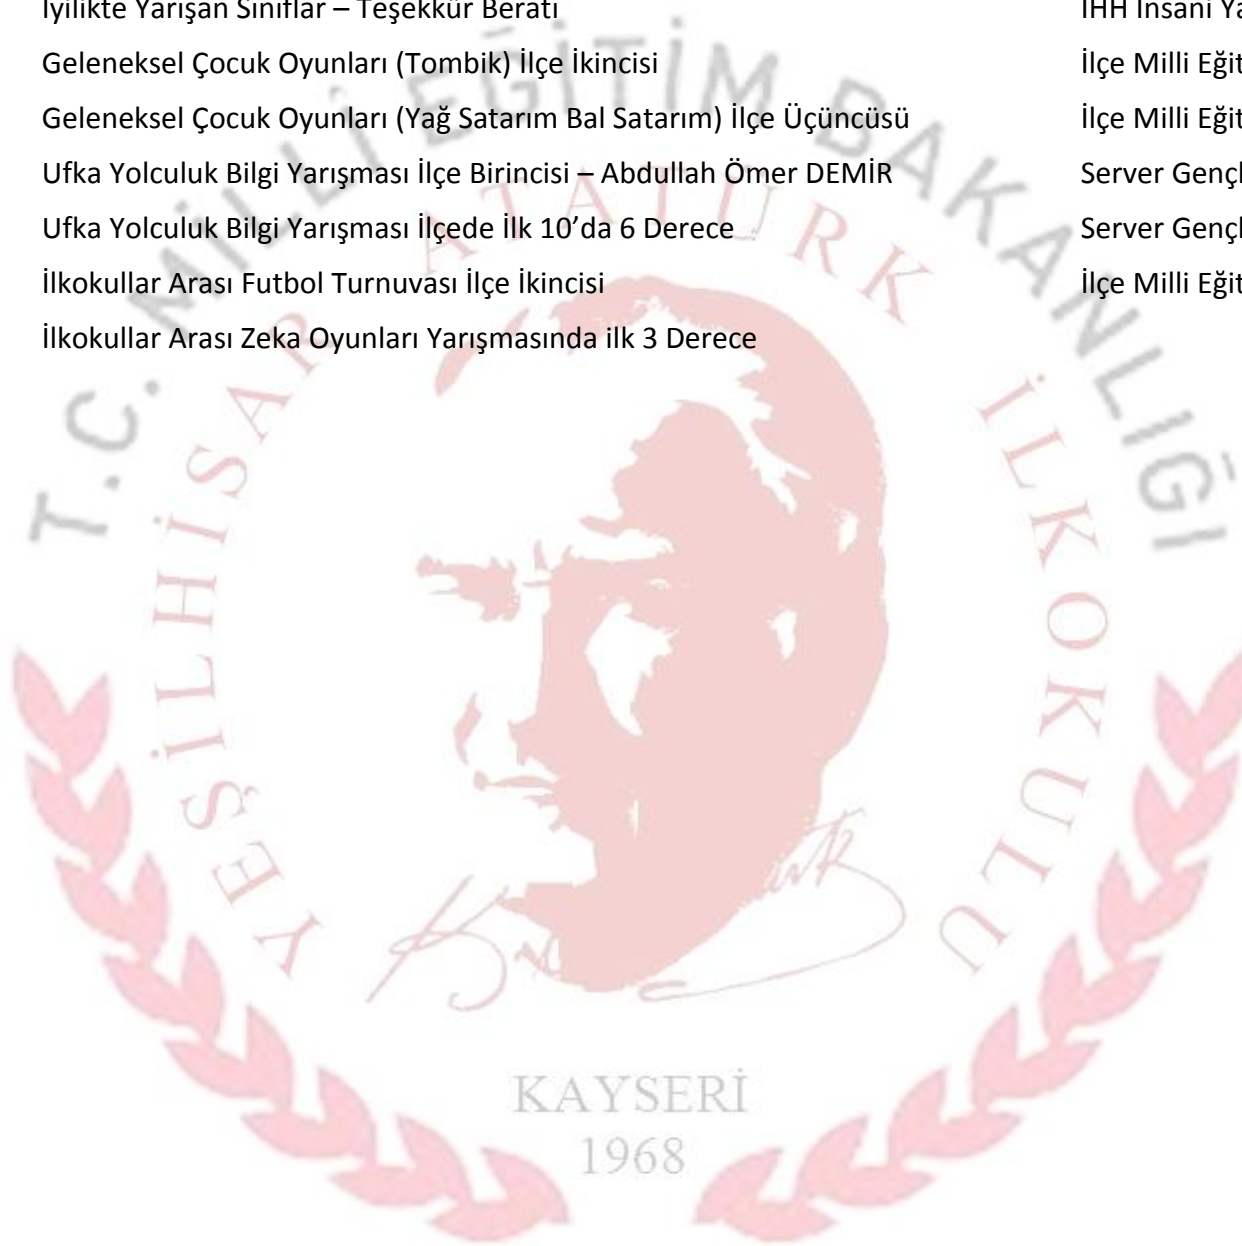 İyilikte Yarışan Sınıflar – Teşekkür Beratı İHH İnsani
Geleneksel Çocuk Oyunları (Tombik) İlçe İkincisi İlçe Milli
Geleneksel Çocuk Oyunları (Yağ Satarım Bal Satarım) İlçe Üçüncüsü İlçe Milli
Ufka Yolculuk Bilgi Yarışması İlçe Birincisi – Abdullah Ömer DEMİR Server
Ufka Yolculuk Bilgi Yarışması İlçede İlk 10’da 6 Derece Server
İlkokullar Arası Futbol Turnuvası İlçe İkincisi İlçe Milli
İlkokullar Arası Zeka Oyunları Yarışmasında ilk 3 Derece
T.C. MİLLİ EĞİTİM BAKANLIĞI
YEŞİLHİSAR ATATÜRK İLKOKULU
KAYSERİ
1968